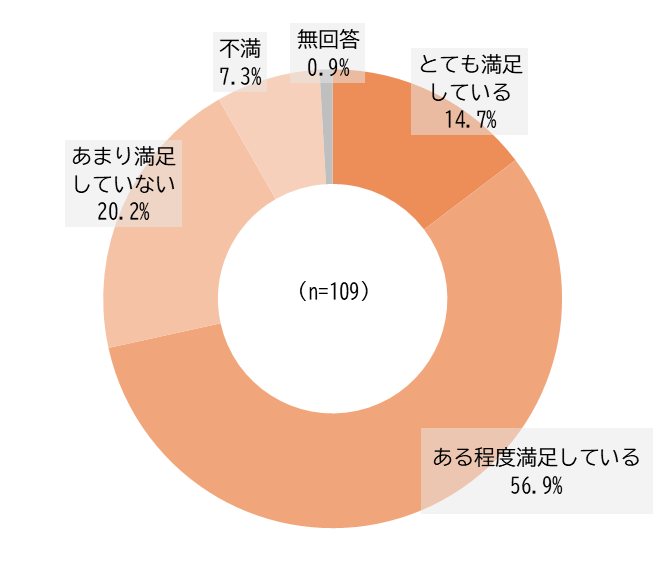 不満
7.3%
無回答
0.9%
とても満足
している
14.7%
あまり満足
していない
20.2%
（n=109）
ある程度満足している
56.9%